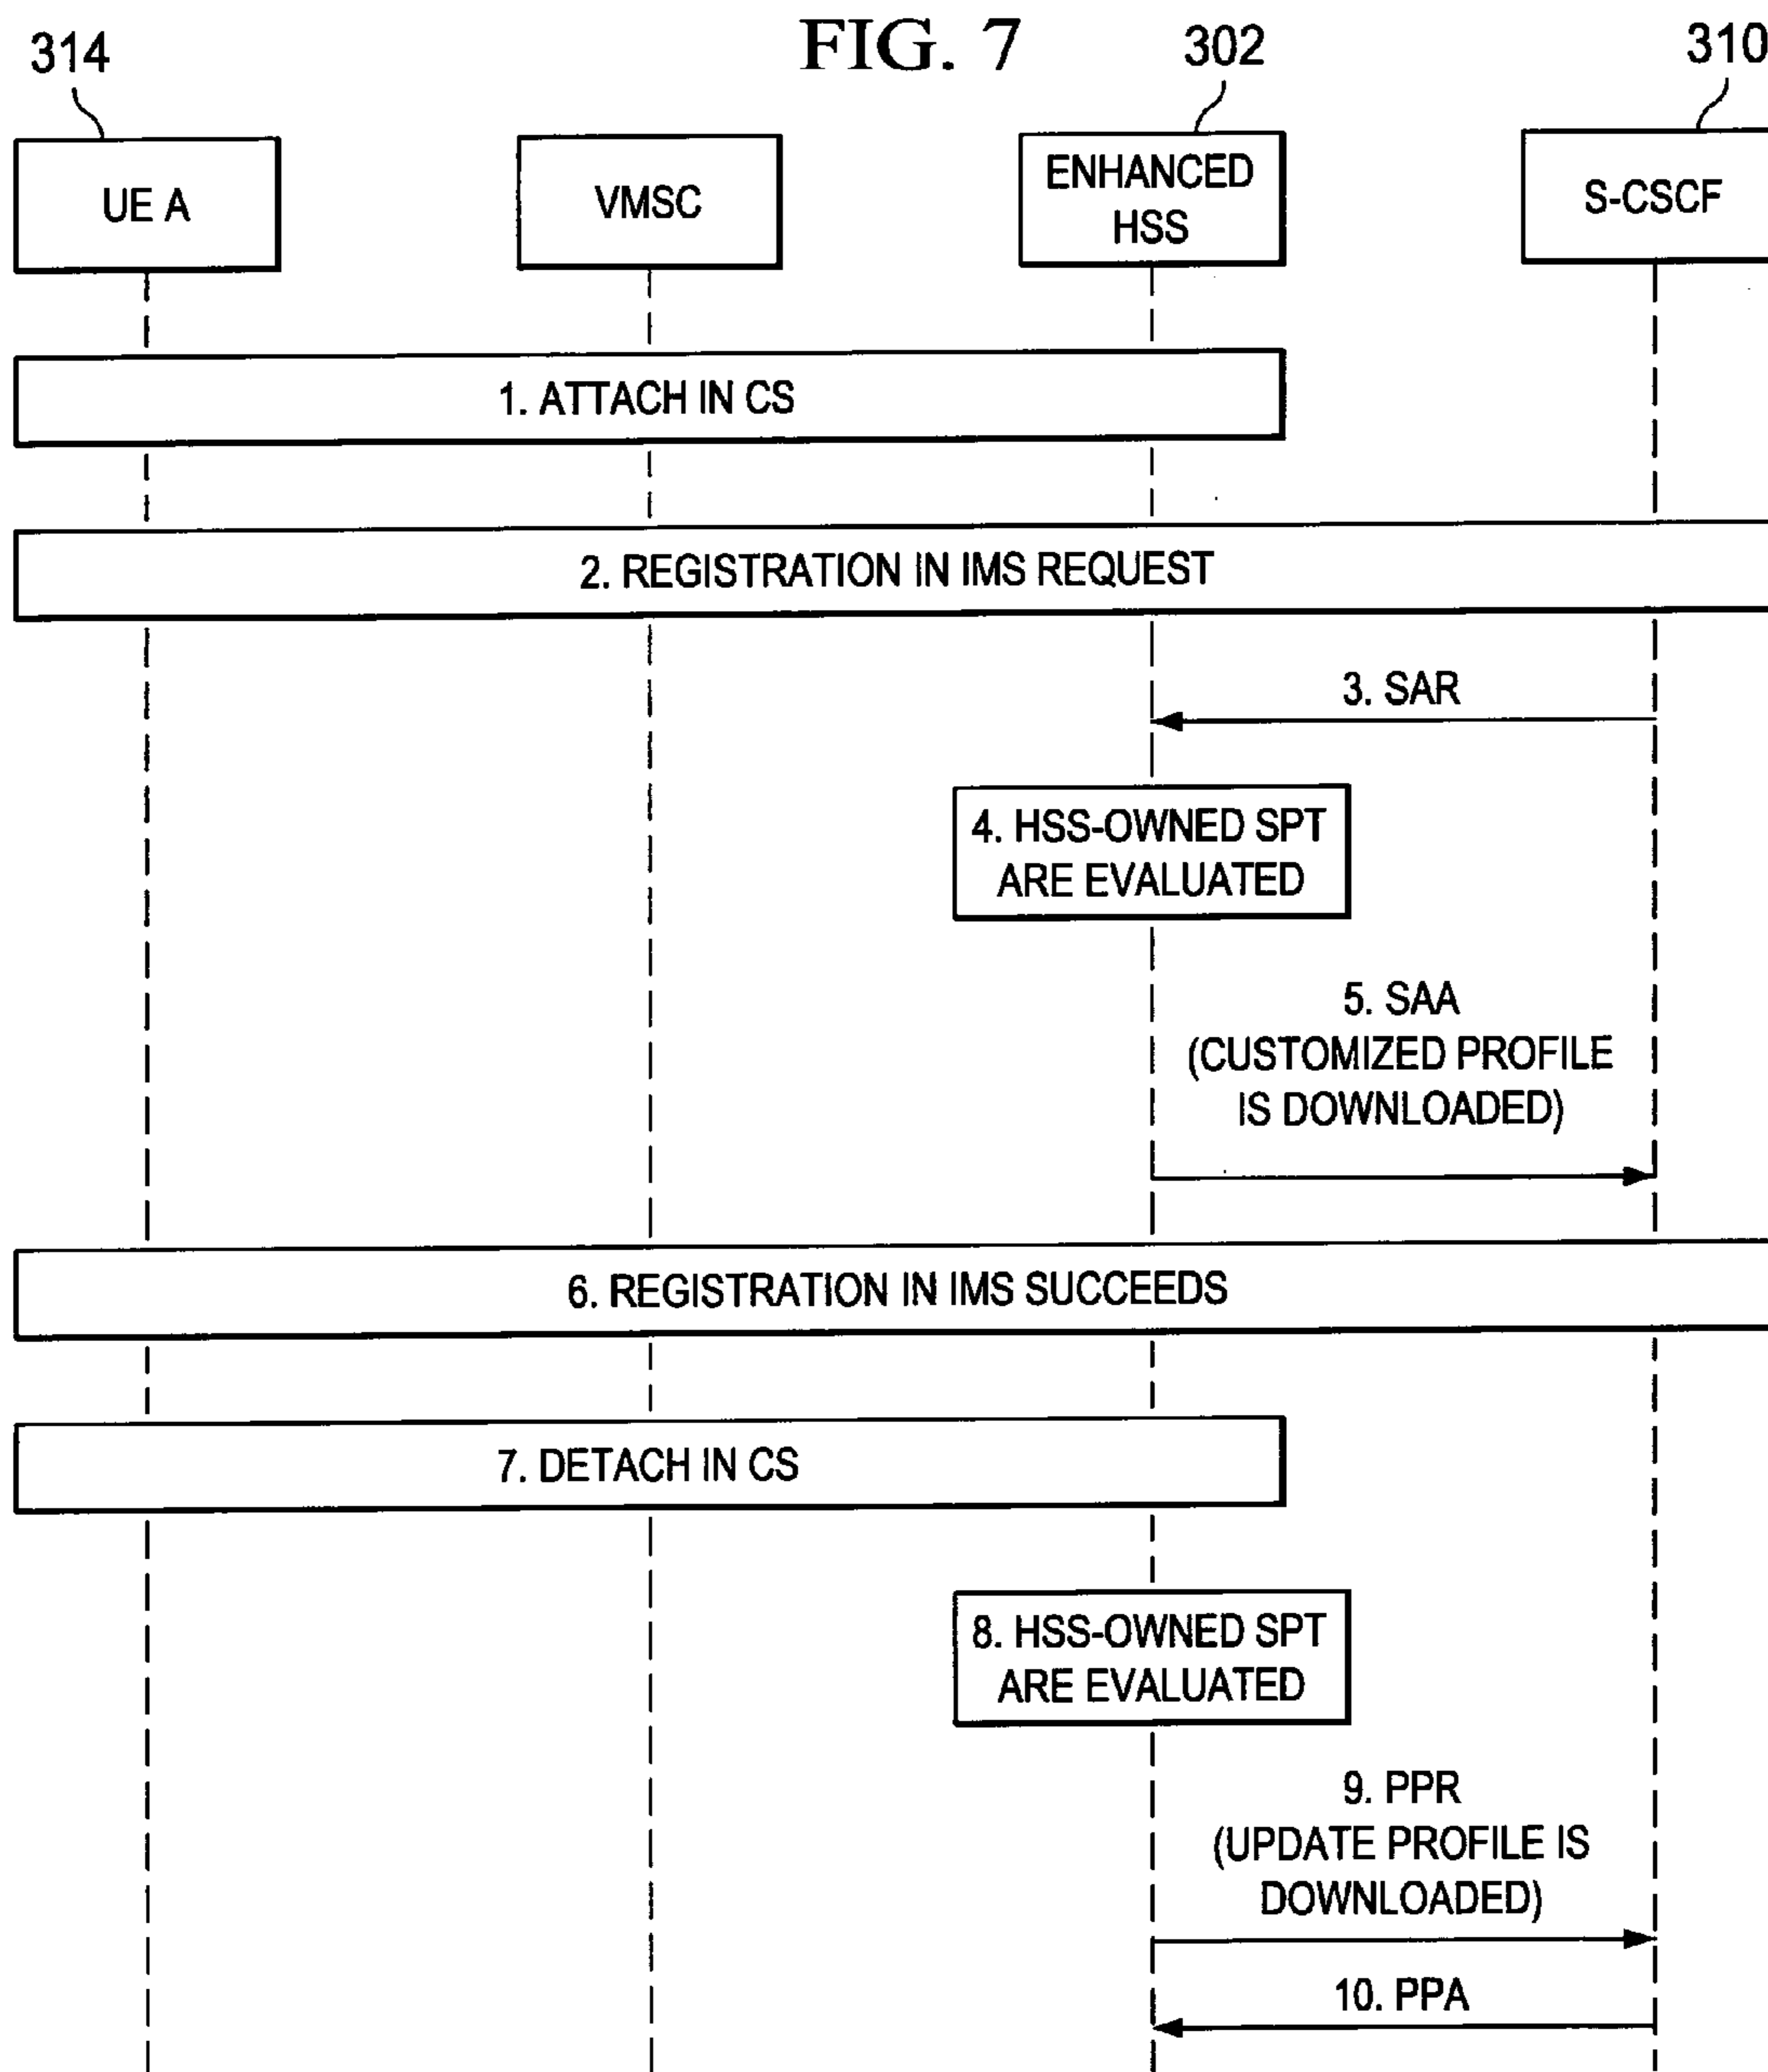 FIG. 7
314
302
310
UE A
VMSC
ENHANCED
HSS
S-CSCF
1. ATTACH IN CS
2. REGISTRATION IN IMS REQUEST
3. SAR
4. HSS-OWNED SPT
ARE EVALUATED
5. SAA
(CUSTOMIZED PROFILE
IS DOWNLOADED)
6. REGISTRATION IN IMS SUCCEEDS
7. DETACH IN CS
8. HSS-OWNED SPT
ARE EVALUATED
9. PPR
(UPDATE PROFILE IS
DOWNLOADED)
10. PPA